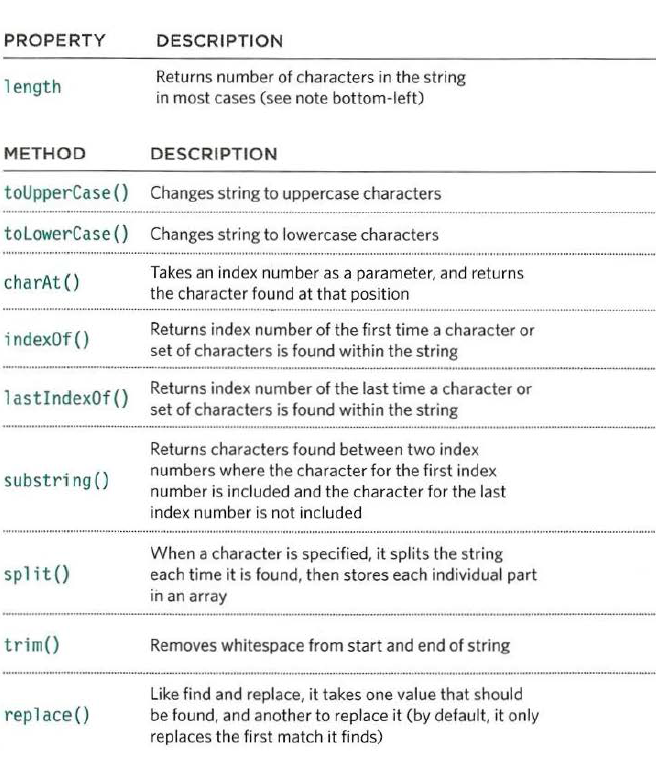 PROPERTY DESCRIPTION
length Returns number of characters in the string
in most cases (see note bottom-left)
METHOD DESCRIPTION
toUpperCase() Changes string to uppercase characters
toLowerCase() Changes string to lowercase characters
charAt() Takes an index number as a parameter, and returns
the character found at that position
indexOf() Returns index number of the first time a character or
set of characters is found within the string
lastIndexOf() Returns index number of the last time a character or
set of characters is found within the string
substring() Returns characters found between two index
numbers where the character for the first index
number is included and the character for the last
index number is not included
split() When a character is specified, it splits the string
each time it is found, then stores each individual part
in an array
trim() Removes whitespace from start and end of string
replace() Like find and replace, it takes one value that should
be found, and another to replace it (by default, it only
replaces the first match it finds)